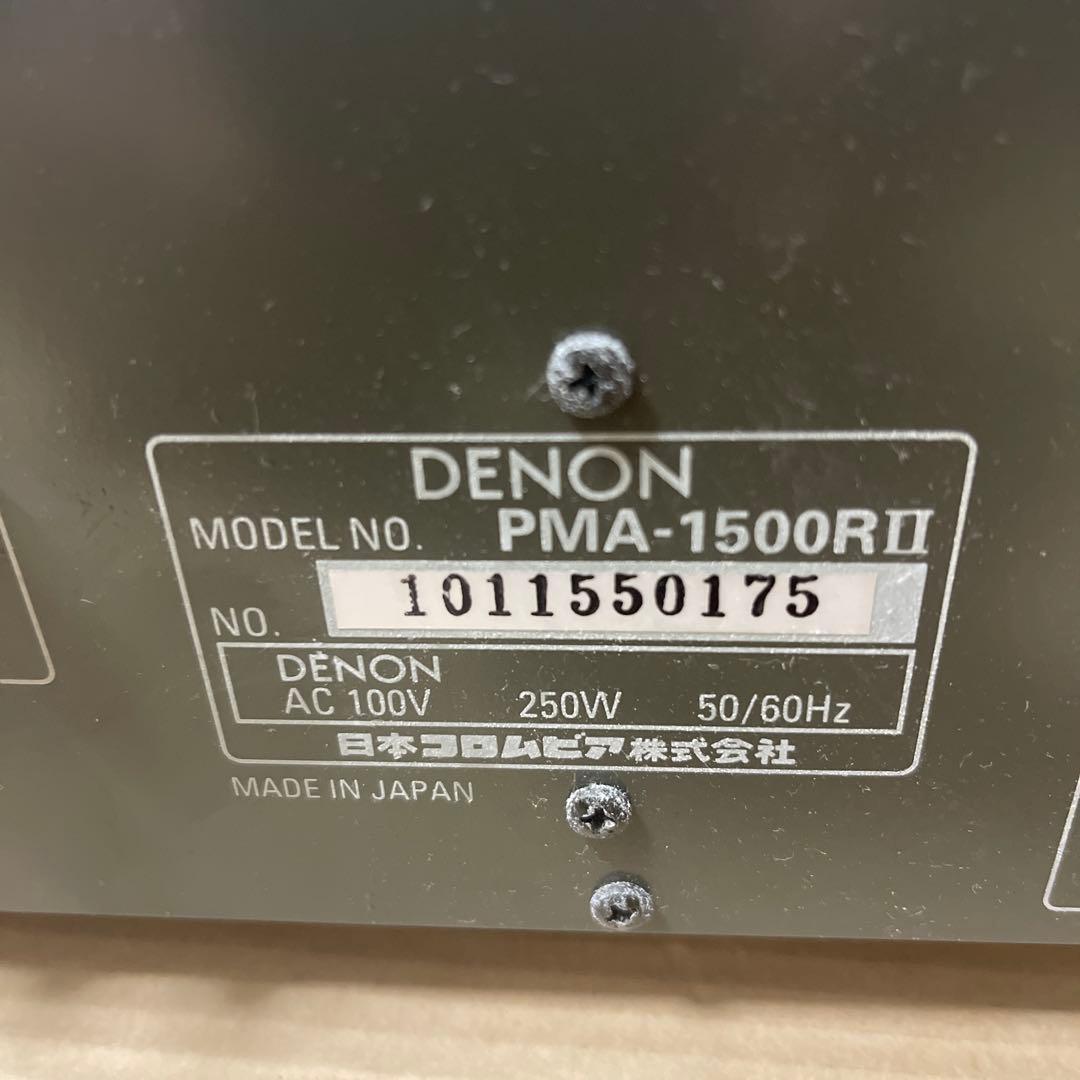 DENON
MODEL NO. PMA-1500RII
NO. 1011550175
DENON
AC 100V 250W 50/60Hz
日本コロムビア株式会社
MADE IN JAPAN